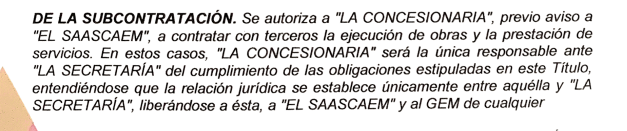 DE LA SUBCONTRATACIÓN. Se autoriza a "LA CONCESIONARIA", previo aviso a
"EL SAASCAEM", a contratar con terceros la ejecución de obras y la prestación de
servicios. En estos casos, "LA CONCESIONARIA" será la única responsable ante
"LA SECRETARÍA" del cumplimiento de las obligaciones estipuladas en este Título,
entendiéndose que la relación jurídica se establece únicamente entre aquélla y "LA
SECRETARÍA", liberándose a ésta, a "EL SAASCAEM" y al GEM de cualquier